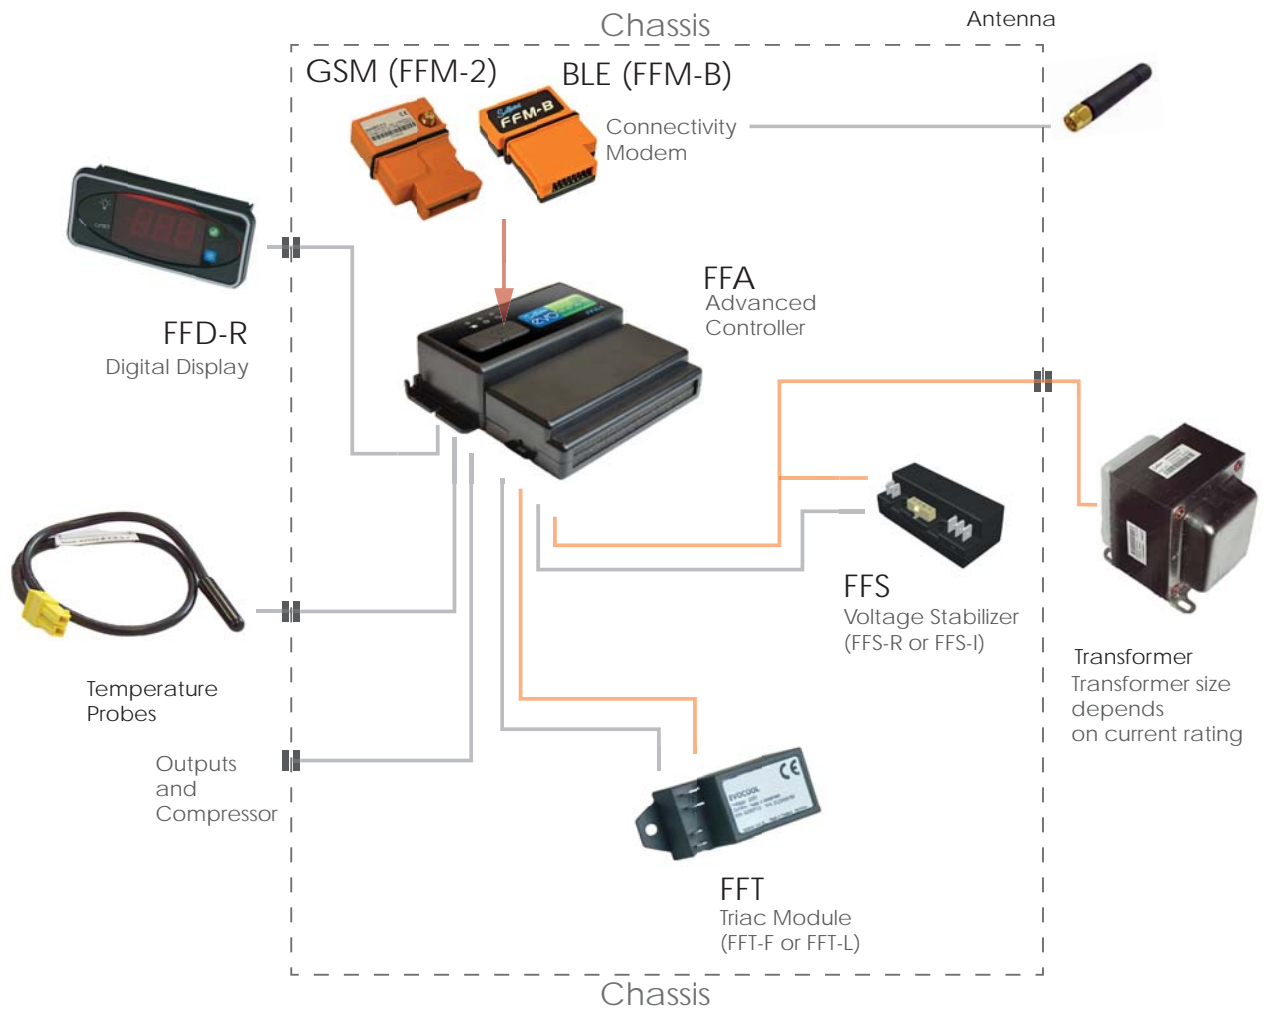 Chassis
Antenna
GSM (FFM-2)
BLE (FFM-B)
FFM-B
Connectivity
Modem
FFA
Advanced
Controller
FFD-R
Digital Display
FFS
Voltage Stabilizer
(FFS-R or FFS-I)
Transformer
Transformer size
depends
on current rating
Temperature
Probes
Outputs
and
Compressor
EVOCOOL
CE
FFT
Triac Module
(FFT-F or FFT-L)
Chassis